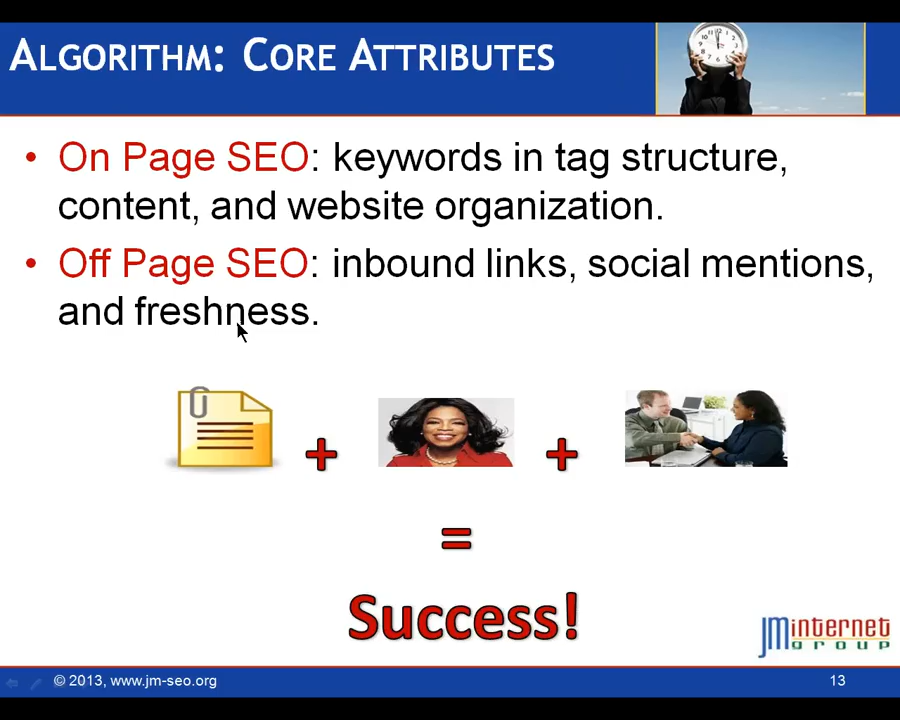 ALGORITHM: CORE ATTRIBUTES
• On Page SEO: keywords in tag structure,
content, and website organization.
• Off Page SEO: inbound links, social mentions,
and freshness.
+ +
=
Success!
JM internet
GROUP
© 2013, www.jm-seo.org
13